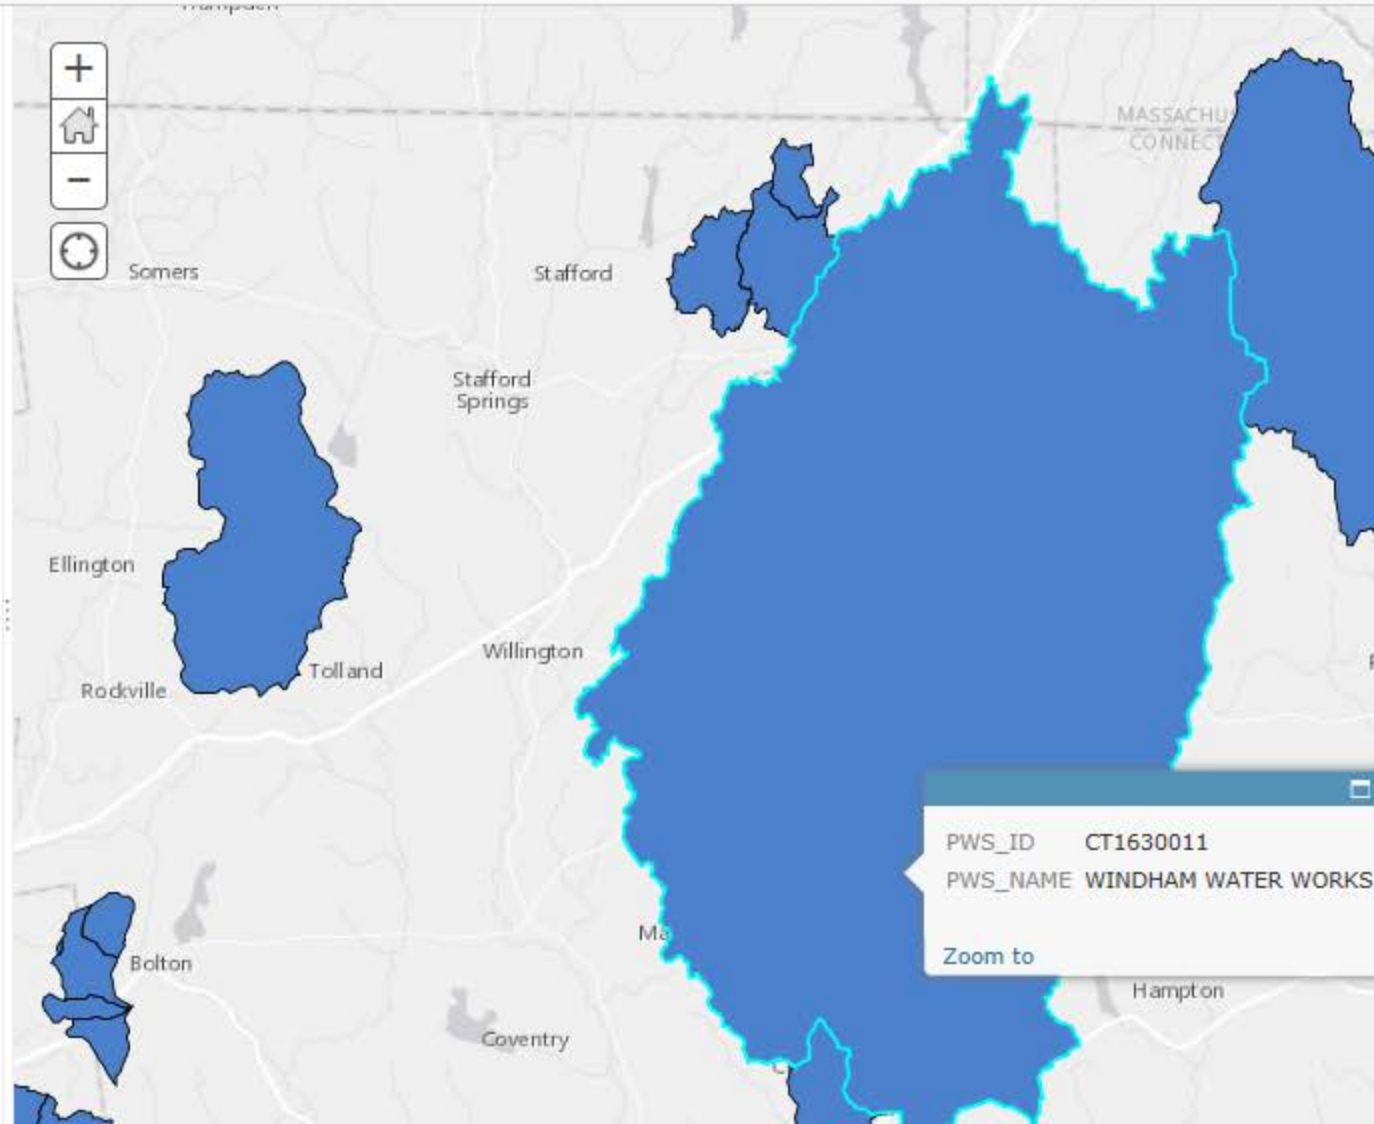 +
MASSACHU
CONNECT
−
Somers
Stafford
Stafford
Springs
Ellington
Willington
Tolland
Rockville
PWS_ID CT1630011
PWS_NAME WINDHAM WATER WORKS
Ma
Zoom to
Bolton
Hampton
Coventry